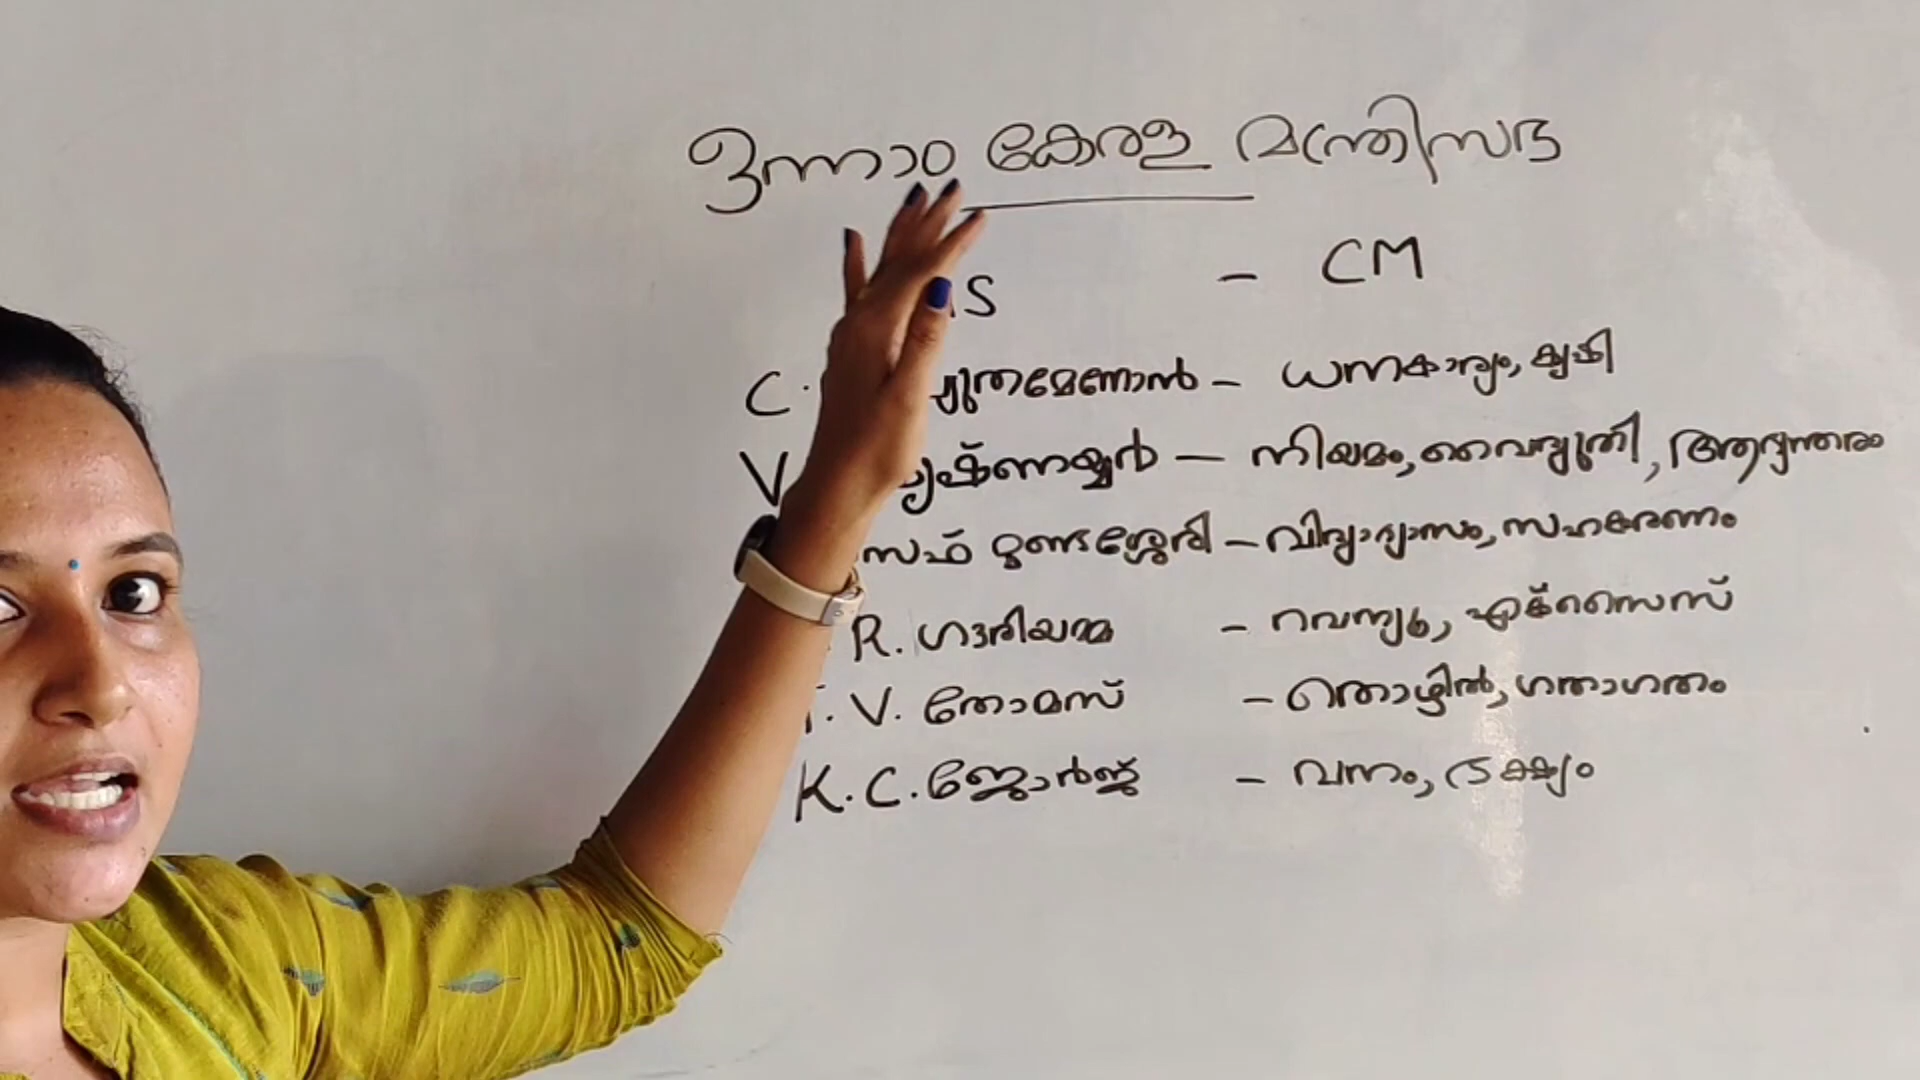 ഒന്നാം കേരള മന്ത്രിസഭ
S - CM
C. യുതമേനോൻ - ധനകാര്യം, കൃഷി
V കൃഷ്ണയ്യർ - നിയമം, വൈദ്യുതി, ആഭ്യന്തരം
സഫ് മുണ്ടശ്ശേരി - വിദ്യാഭ്യാസം, സഹകരണം
R. ഗൗരിയമ്മ - റവന്യൂ, എക്സൈസ്
T. V. തോമസ് - തൊഴിൽ, ഗതാഗതം
K. C. ജോർജ്ജ് - വനം, ഭക്ഷ്യം